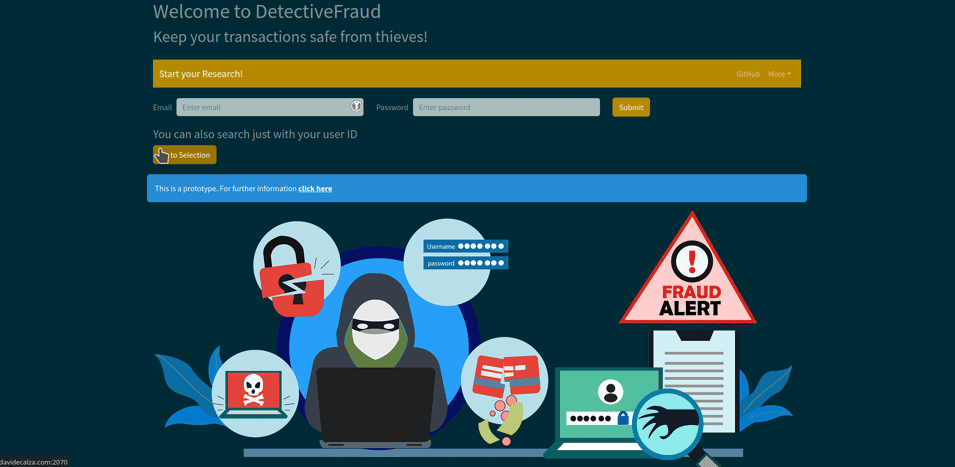 Welcome to DetectiveFraud
Keep your transactions safe from thieves!
Start your Research!
GitHub More
Email Enter email Password Enter password Submit
You can also search just with your user ID
to Selection
This is a prototype. For further information click here
Username
password
FRAUD
ALERT
davidecalza.com:2070